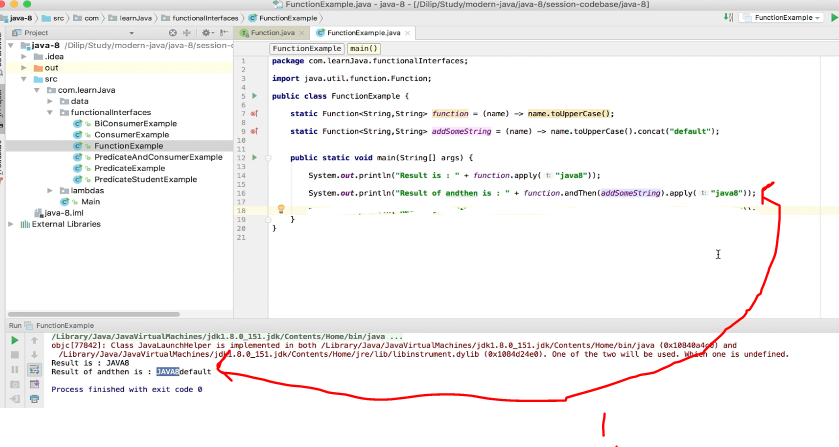 FunctionExample.java - java-8 - [/Dilip/Study/modern-java/java-8/session-codebase/java-8]
java-8 src com learnJava functionalInterfaces FunctionExample
FunctionExample
Project
Function.java FunctionExample.java
java-8 /Dilip/Study/modern-java/java-8/session-c
.idea
out
src
com.learnJava
data
functionalInterfaces
BiConsumerExample
ConsumerExample
FunctionExample
PredicateAndConsumerExample
PredicateExample
PredicateStudentExample
lambdas
Main
java-8.iml
External Libraries
FunctionExample main()
1 package com.learnJava.functionalInterfaces;
2
3 import java.util.function.Function;
4
5 public class FunctionExample {
6
7 static Function<String,String> function = (name) -> name.toUpperCase();
8
9 static Function<String,String> addSomeString = (name) -> name.toUpperCase().concat("default");
10
11
12 public static void main(String[] args) {
13
14 System.out.println("Result is : " + function.apply( t: "java8"));
15
16 System.out.println("Result of andthen is : " + function.andThen(addSomeString).apply( t: "java8"));
17
18
19 }
20 }
21
Run FunctionExample
/Library/Java/JavaVirtualMachines/jdk1.8.0_151.jdk/Contents/Home/bin/java ...
objc[77842]: Class JavaLaunchHelper is implemented in both /Library/Java/JavaVirtualMachines/jdk1.8.0_151.jdk/Contents/Home/bin/java (0x10840a4c0) and
/Library/Java/JavaVirtualMachines/jdk1.8.0_151.jdk/Contents/Home/jre/lib/libinstrument.dylib (0x1084d24e0). One of the two will be used. Which one is undefined.
Result is : JAVA8
Result of andthen is : JAVA8default
Process finished with exit code 0